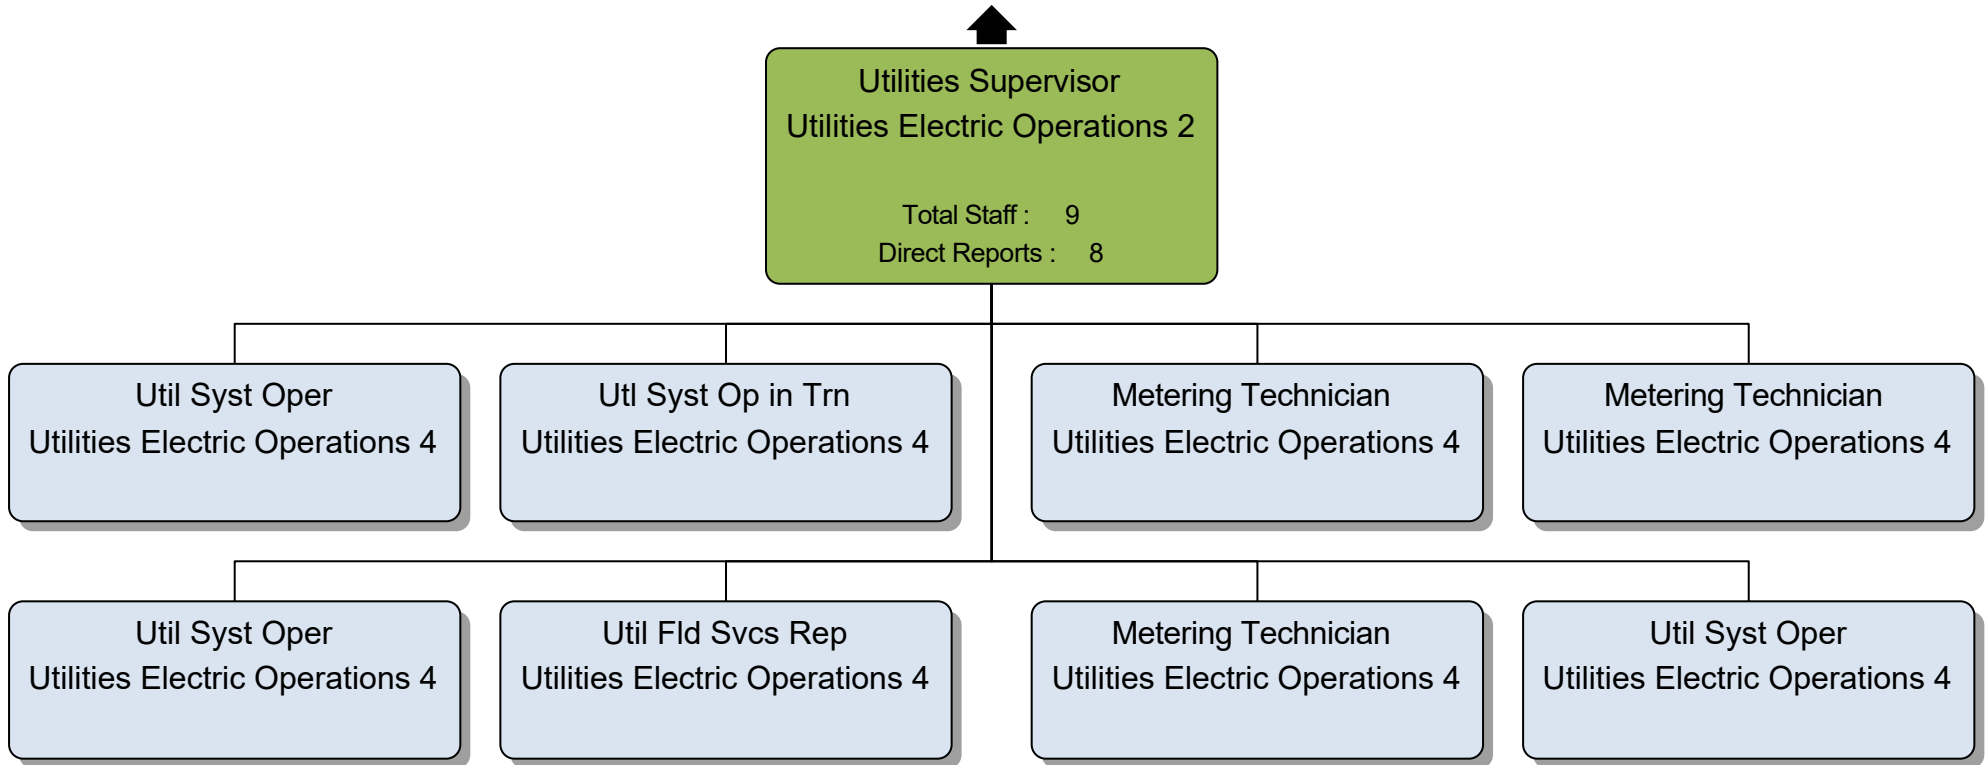 Utilities Supervisor
Utilities Electric Operations 2
Total Staff : 9
Direct Reports : 8
Util Syst Oper
Utilities Electric Operations 4
Utl Syst Op in Trn
Utilities Electric Operations 4
Metering Technician
Utilities Electric Operations 4
Metering Technician
Utilities Electric Operations 4
Util Syst Oper
Utilities Electric Operations 4
Util Fld Svcs Rep
Utilities Electric Operations 4
Metering Technician
Utilities Electric Operations 4
Util Syst Oper
Utilities Electric Operations 4